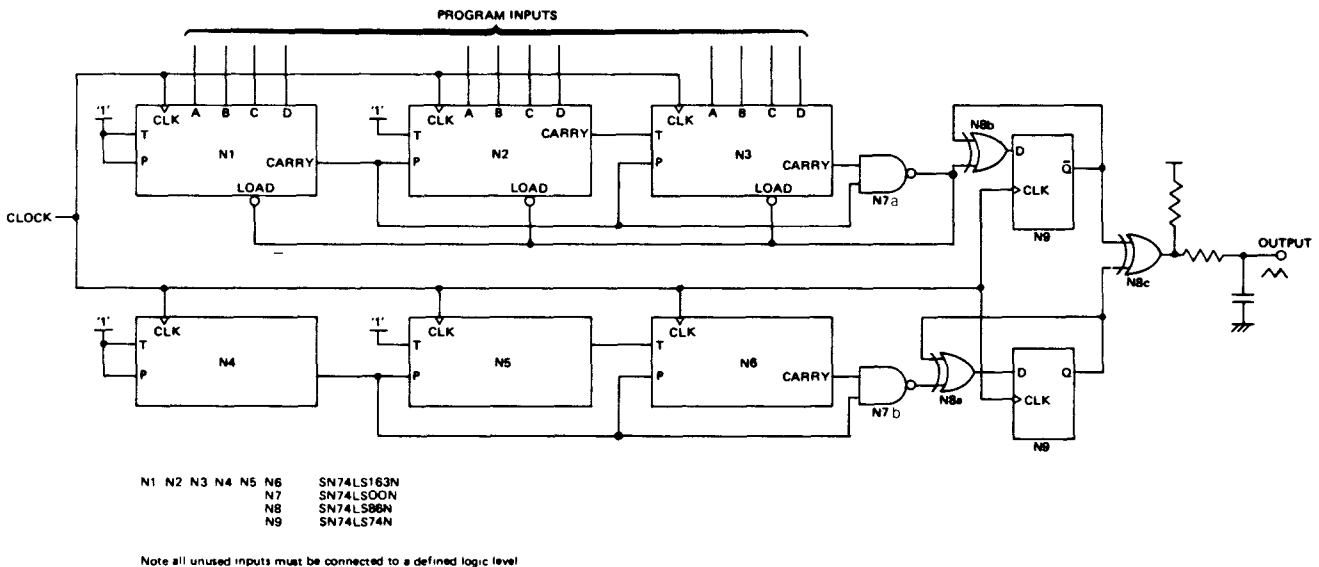 PROGRAM INPUTS
'1' CLK A B C D
'1' CLK A B C D
CLK A B C D
T P N1 CARRY LOAD
T P N2 CARRY LOAD
T P N3 CARRY LOAD
N7a
N8b
D Q̅ CLK N9
CLOCK
N8c
OUTPUT
'1' CLK T P N4
'1' CLK T P N5
CLK T P N6 CARRY
N7b
N8a
D Q CLK N9
N1 N2 N3 N4 N5 N6 SN74LS163N
N7 SN74LS00N
N8 SN74LS86N
N9 SN74LS74N
Note all unused inputs must be connected to a defined logic level